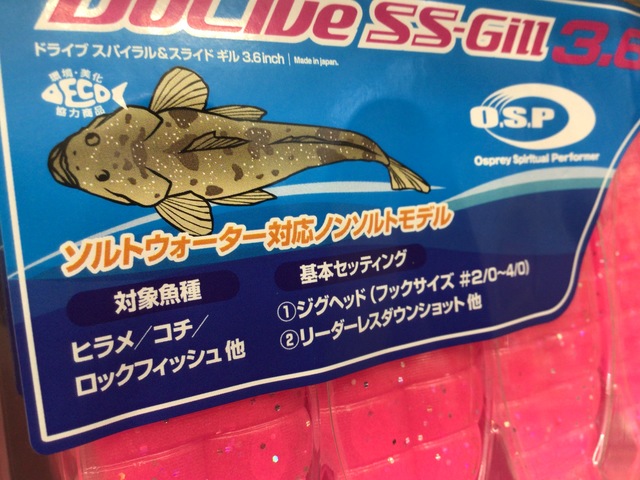 DoLive SS-Gill 3.6
ドライブ スパイラル&スライド ギル 3.6inch | Made in japan.
環境・美化
ECO
協力商品
O.S.P
Osprey Spiritual Performer
ソルトウォーター対応ノンソルトモデル
対象魚種
ヒラメ/コチ/
ロックフィッシュ 他
基本セッティング
①ジグヘッド(フックサイズ #2/0~4/0)
②リーダーレスダウンショット 他